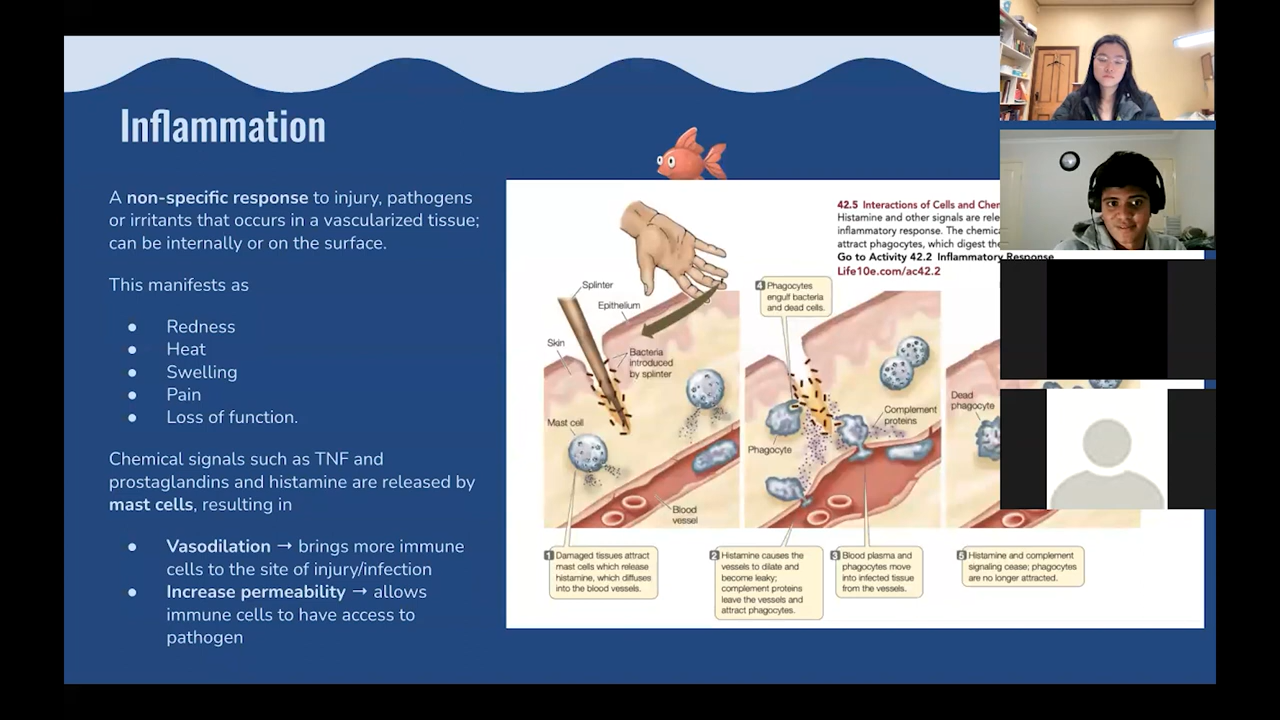 Inflammation
A non-specific response to injury, pathogens
or irritants that occurs in a vascularized tissue;
can be internally or on the surface.
This manifests as
● Redness
● Heat
● Swelling
● Pain
● Loss of function.
Chemical signals such as TNF and
prostaglandins and histamine are released by
mast cells, resulting in
● Vasodilation → brings more immune
cells to the site of injury/infection
● Increase permeability → allows
immune cells to have access to
pathogen
42.5 Interactions of Cells and Chem
Histamine and other signals are rele
inflammatory response. The chemica
attract phagocytes, which digest the
Go to Activity 42.2 Inflammatory Response
Life10e.com/ac42.2
Splinter
Epithelium
Skin
Bacteria
introduced
by splinter
Mast cell
Blood
vessel
4 Phagocytes
engulf bacteria
and dead cells.
Complement
proteins
Phagocyte
Dead
phagocyte
1 Damaged tissues attract
mast cells which release
histamine, which diffuses
into the blood vessels.
2 Histamine causes the
vessels to dilate and
become leaky;
complement proteins
leave the vessels and
attract phagocytes.
3 Blood plasma and
phagocytes move
into infected tissue
from the vessels.
5 Histamine and complement
signaling cease; phagocytes
are no longer attracted.